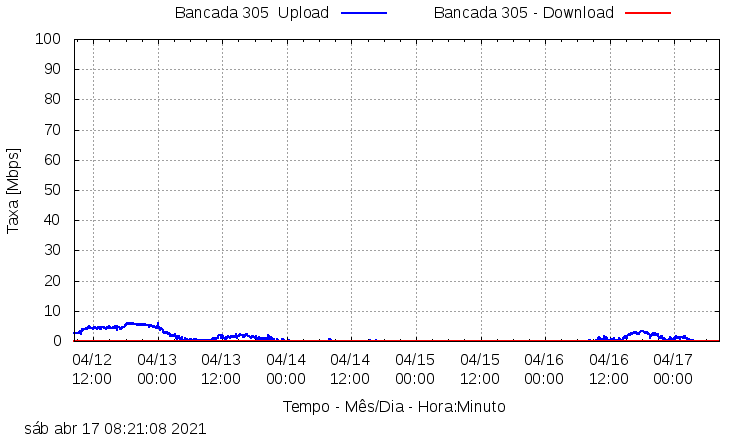 Bancada 305  Upload
Bancada 305 - Download
100
90
80
70
60
50
40
30
20
10
0
Taxa [Mbps]
04/12 04/13 04/13 04/14 04/14 04/15 04/15 04/16 04/16 04/17
12:00 00:00 12:00 00:00 12:00 00:00 12:00 00:00 12:00 00:00
Tempo - Mês/Dia - Hora:Minuto
sáb abr 17 08:21:08 2021